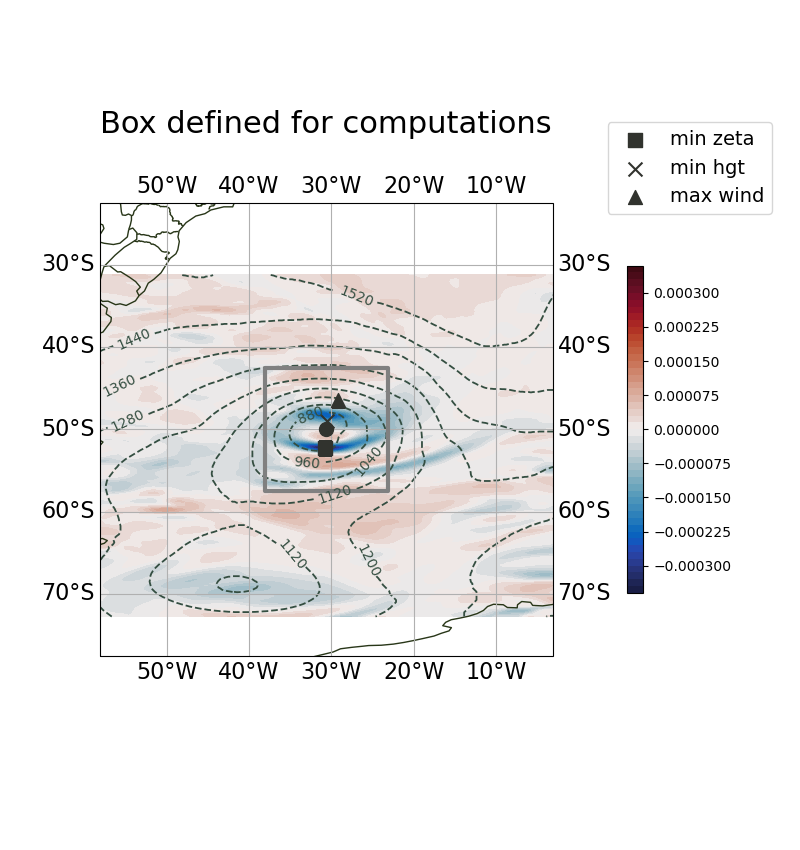 Box defined for computations
min zeta
min hgt
max wind
50°W 40°W 30°W 20°W 10°W
30°S 30°S
40°S 40°S
50°S 50°S
60°S 60°S
70°S 70°S
50°W 40°W 30°W 20°W 10°W
1520
1440
1360
1280
880
960
1040
1120
1120
1200
0.000300
0.000225
0.000150
0.000075
0.000000
−0.000075
−0.000150
−0.000225
−0.000300